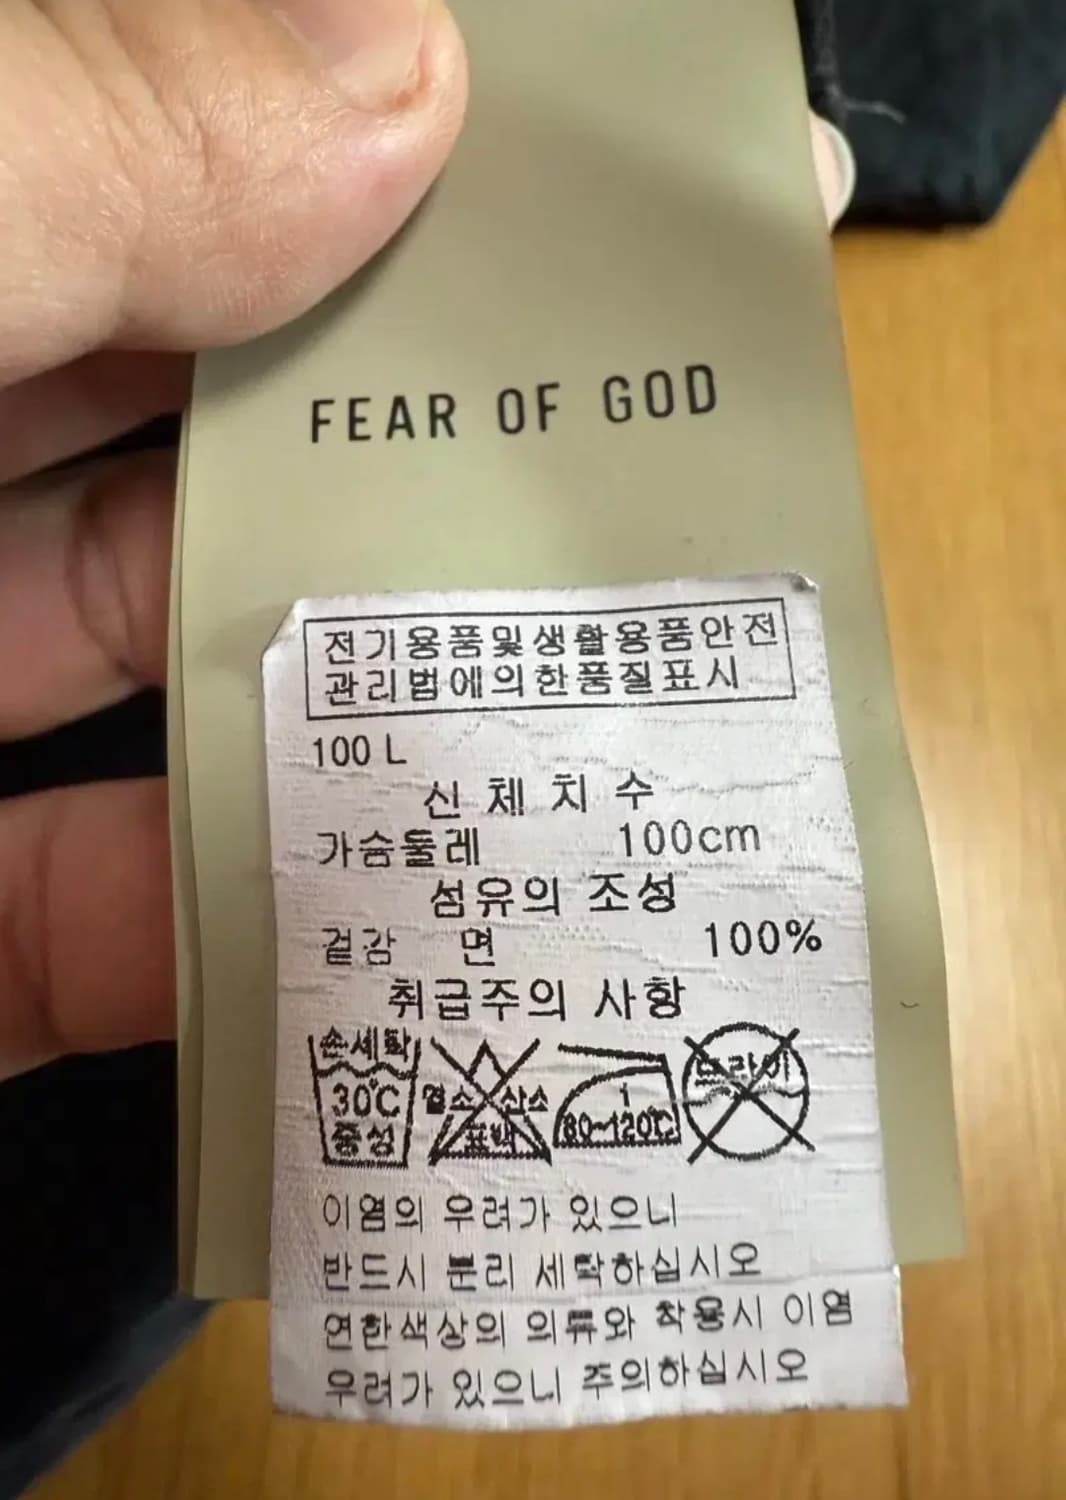 FEAR OF GOD
전기용품및생활용품안전
관리법에의한품질표시
100 L
신 체 치 수
가슴둘레 100cm
섬유의 조성
겉감 면 100%
취급주의 사항
손세탁
30℃
중성
염소 산소
표백
1
80~120℃
드라이
이염의 우려가 있으니
반드시 분리 세탁하십시오
연한색상의 의류와 착용시 이염
우려가 있으니 주의하십시오